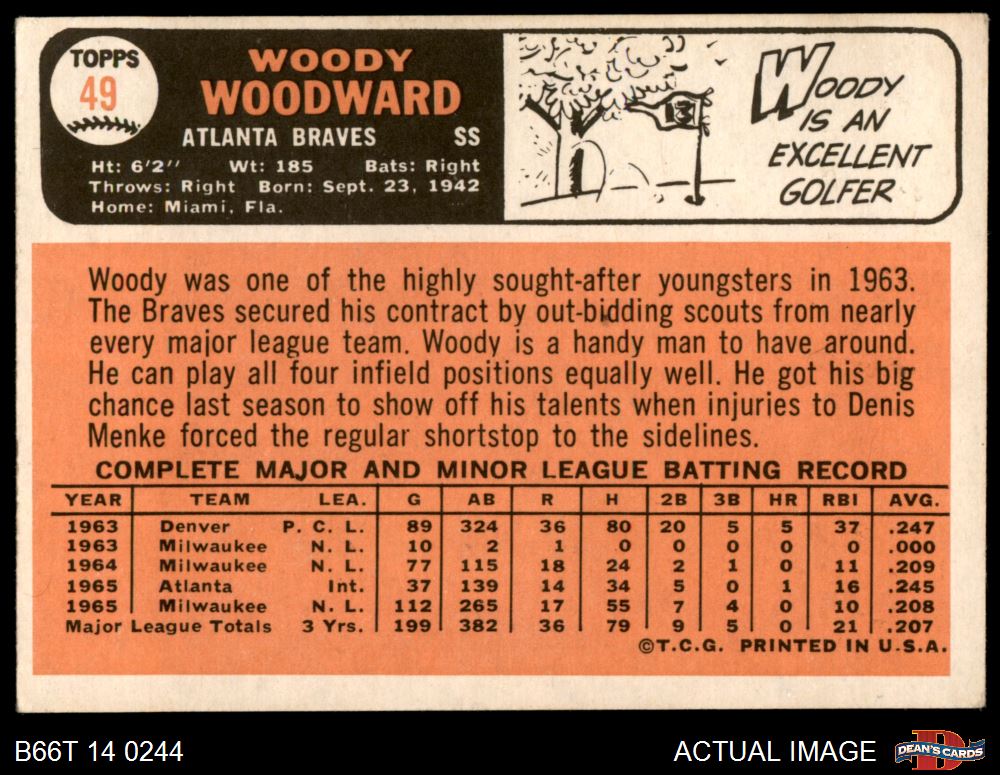 TOPPS
49
WOODY
WOODWARD
ATLANTA BRAVES SS
Ht: 6'2'' Wt: 185 Bats: Right
Throws: Right Born: Sept. 23, 1942
Home: Miami, Fla.
13
WOODY
IS AN
EXCELLENT
GOLFER
Woody was one of the highly sought-after youngsters in 1963.
The Braves secured his contract by out-bidding scouts from nearly
every major league team. Woody is a handy man to have around.
He can play all four infield positions equally well. He got his big
chance last season to show off his talents when injuries to Denis
Menke forced the regular shortstop to the sidelines.
COMPLETE MAJOR AND MINOR LEAGUE BATTING RECORD
YEAR TEAM LEA. G AB R H 2B 3B HR RBI AVG.
1963 Denver P. C. L. 89 324 36 80 20 5 5 37 .247
1963 Milwaukee N. L. 10 2 1 0 0 0 0 0 .000
1964 Milwaukee N. L. 77 115 18 24 2 1 0 11 .209
1965 Atlanta Int. 37 139 14 34 5 0 1 16 .245
1965 Milwaukee N. L. 112 265 17 55 7 4 0 10 .208
Major League Totals 3 Yrs. 199 382 36 79 9 5 0 21 .207
©T.C.G. PRINTED IN U.S.A.
B66T 14 0244
ACTUAL IMAGE
DEAN'S CARDS